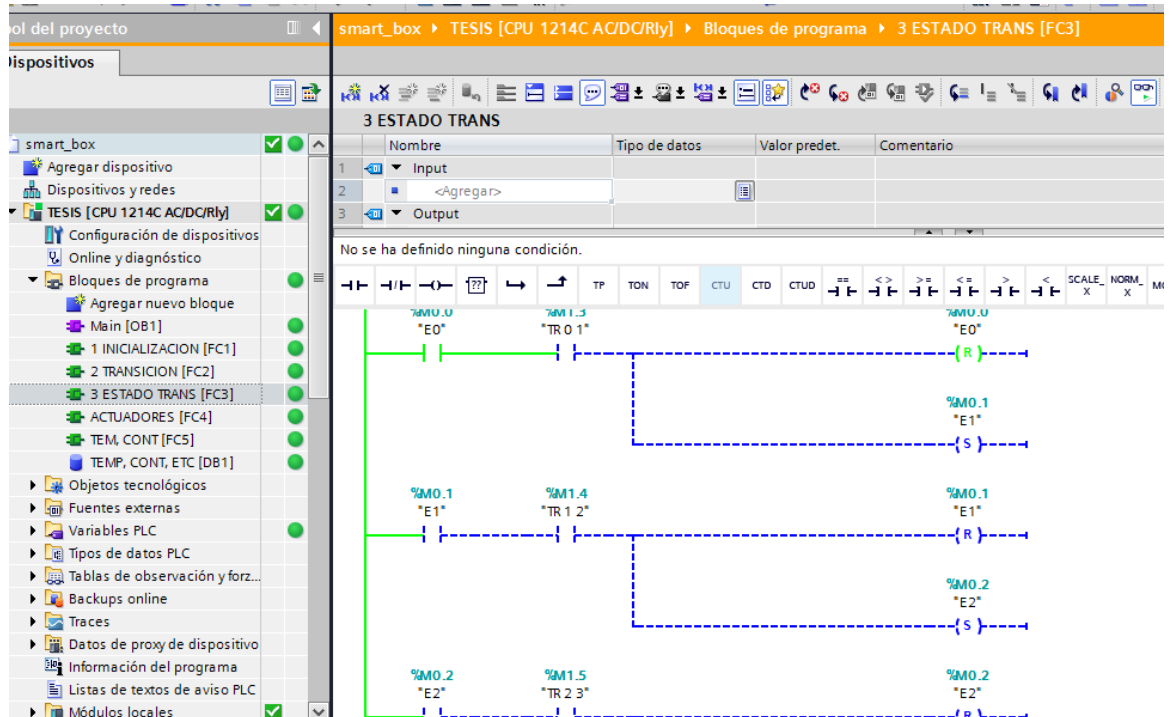 ol del proyecto
smart_box ▸ TESIS [CPU 1214C AC/DC/Rly] ▸ Bloques de programa ▸ 3 ESTADO TRANS [FC3]
Dispositivos
3 ESTADO TRANS
Nombre Tipo de datos Valor predet. Comentario
1 Input
2 <Agregar>
3 Output
No se ha definido ninguna condición.
TP TON TOF CTU CTD CTUD == <> >= <= > < SCALE_X NORM_X
smart_box
Agregar dispositivo
Dispositivos y redes
TESIS [CPU 1214C AC/DC/Rly]
Configuración de dispositivos
Online y diagnóstico
Bloques de programa
Agregar nuevo bloque
Main [OB1]
1 INICIALIZACION [FC1]
2 TRANSICION [FC2]
3 ESTADO TRANS [FC3]
ACTUADORES [FC4]
TEM, CONT [FC5]
TEMP, CONT, ETC [DB1]
Objetos tecnológicos
Fuentes externas
Variables PLC
Tipos de datos PLC
Tablas de observación y forz...
Backups online
Traces
Datos de proxy de dispositivo
Información del programa
Listas de textos de aviso PLC
Módulos locales
%M0.0 %M1.3 %M0.0
"E0" "TR 0 1" "E0"
R
%M0.1
"E1"
S
%M0.1 %M1.4 %M0.1
"E1" "TR 1 2" "E1"
R
%M0.2
"E2"
S
%M0.2 %M1.5 %M0.2
"E2" "TR 2 3" "E2"
R